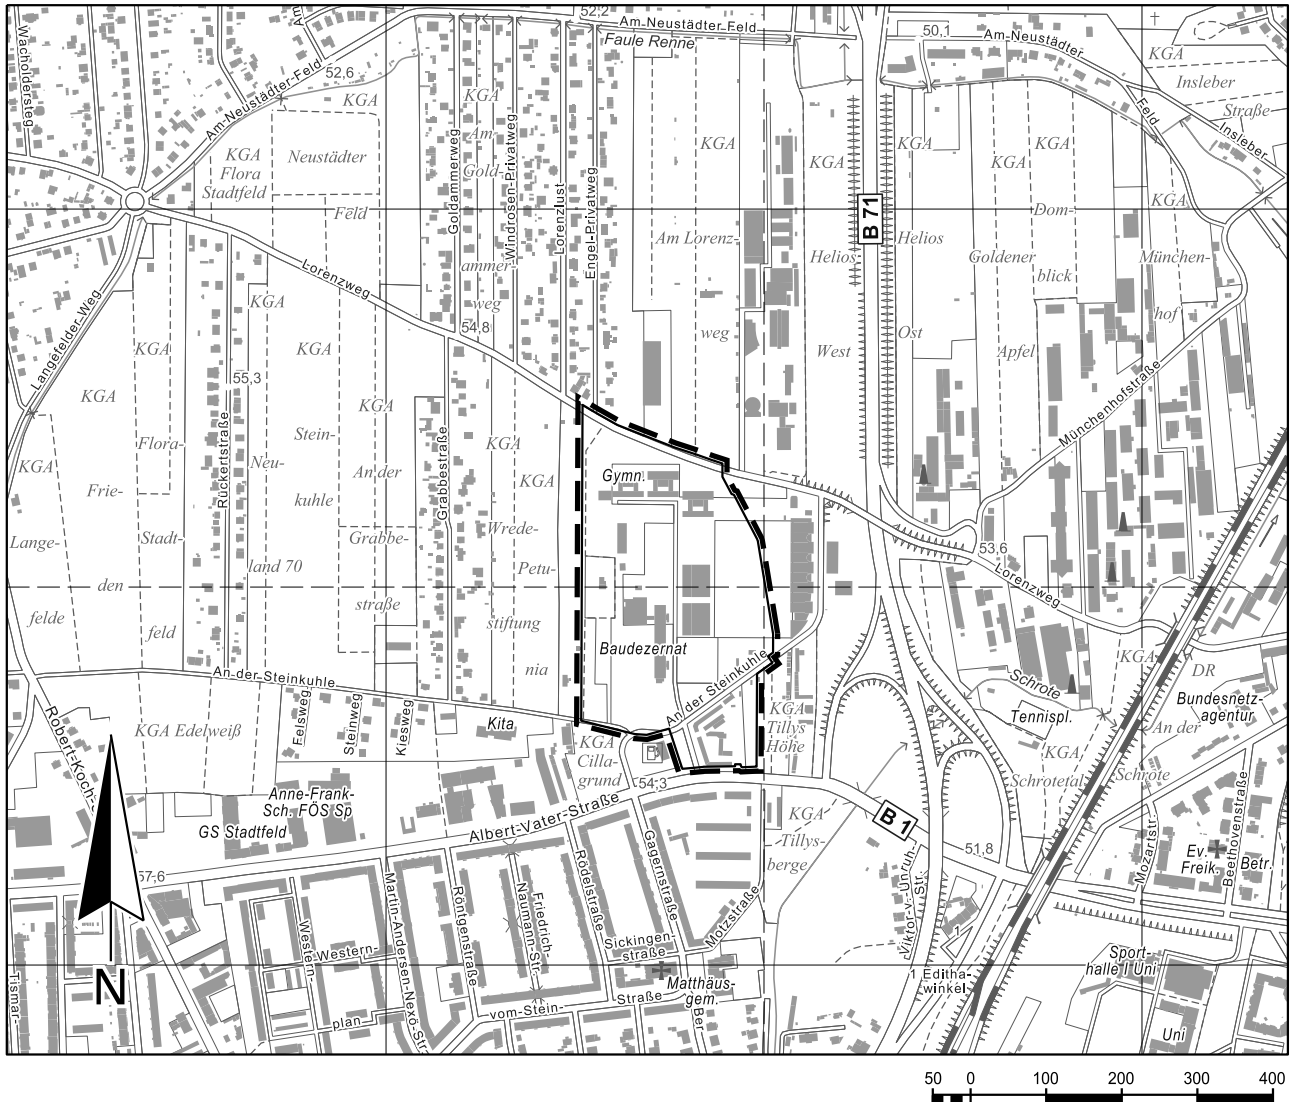 52,2
Am-Neustädter-Feld
Faule Renne
50,1
Am-Neustädter
Feld
KGA
Insleber
Straße
Insleber
Wacholdersteg
Am
52,6
Am-Neustädter-Feld
KGA
KGA
Flora
Stadtfeld
Neustädter
Feld
KGA
Am
Gold-
ammer-
weg
Goldammerweg
Windrosen-Privatweg
Lorenzlust
Engel-Privatweg
KGA
Am Lorenz-
weg
KGA
Helios
West
B 71
KGA
Helios
Ost
KGA
Goldener
Apfel
KGA
Dom-
blick
KGA
München-
hof
Münchenhofstraße
Lorenzweg
54,8
Langefelder-Weg
KGA
Lange-
felde
KGA
Frie-
den
KGA
Flora-
Stadt-
feld
Rückertstraße
55,3
KGA
Neu-
land 70
KGA
Stein-
kuhle
KGA
An der
Grabbe-
straße
Grabbestraße
KGA
Wrede-
stiftung
KGA
Petu-
nia
Gymn.
Baudezernat
An der Steinkuhle
53,6
Lorenzweg
Schrote
Tennispl.
KGA
An der
Schrote
DR
Bundesnetz-
agentur
KGA
Schrotetal
An der Steinkuhle
Robert-Koch-
KGA Edelweiß
Felsweg
Steinweg
Kiesweg
Kita
KGA
Cilla-
grund
54,3
KGA
Tillys
Höhe
KGA
Tillys-
berge
B 1
51,8
Anne-Frank-
Sch. FÖS Sp
GS Stadtfeld
Albert-Vater-Straße
57,6
Martin-Andersen-Nexö-Str.
Röntgenstraße
Friedrich-
Naumann-Str.
Rödelstraße
Gagernstraße
Sickingen-
straße
Motzstraße
Matthäus-
gem.
Western-
Western-
plan
vom-Stein-
Straße
Ber
Tismar-
Viktor-v.-Unruh-
Str.
1
1 Editha-
winkel
Mozartstr.
Beethovenstraße
Ev.
Freik.
Betr.
Sport-
halle I Uni
Uni
N
50 0 100 200 300 400